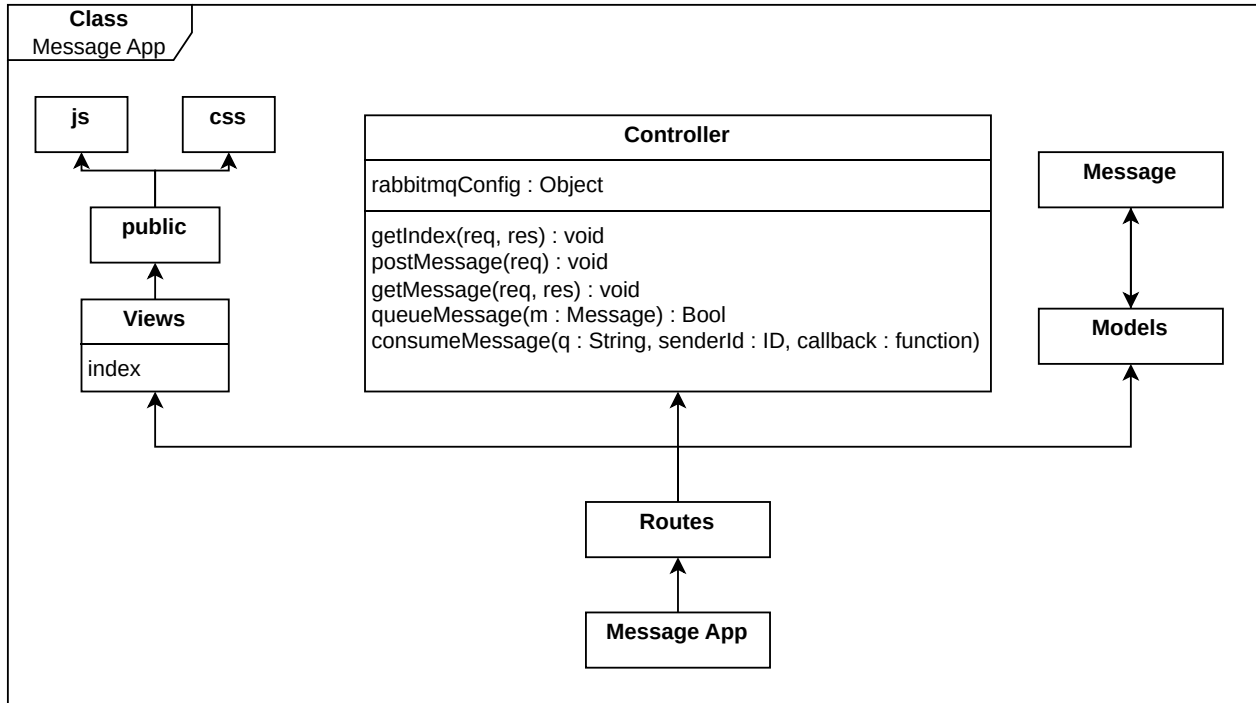 Class
Message App
js
css
public
Views
index
Controller
rabbitmqConfig : Object
getIndex(req, res) : void
postMessage(req) : void
getMessage(req, res) : void
queueMessage(m : Message) : Bool
consumeMessage(q : String, senderId : ID, callback : function)
Message
Models
Routes
Message App